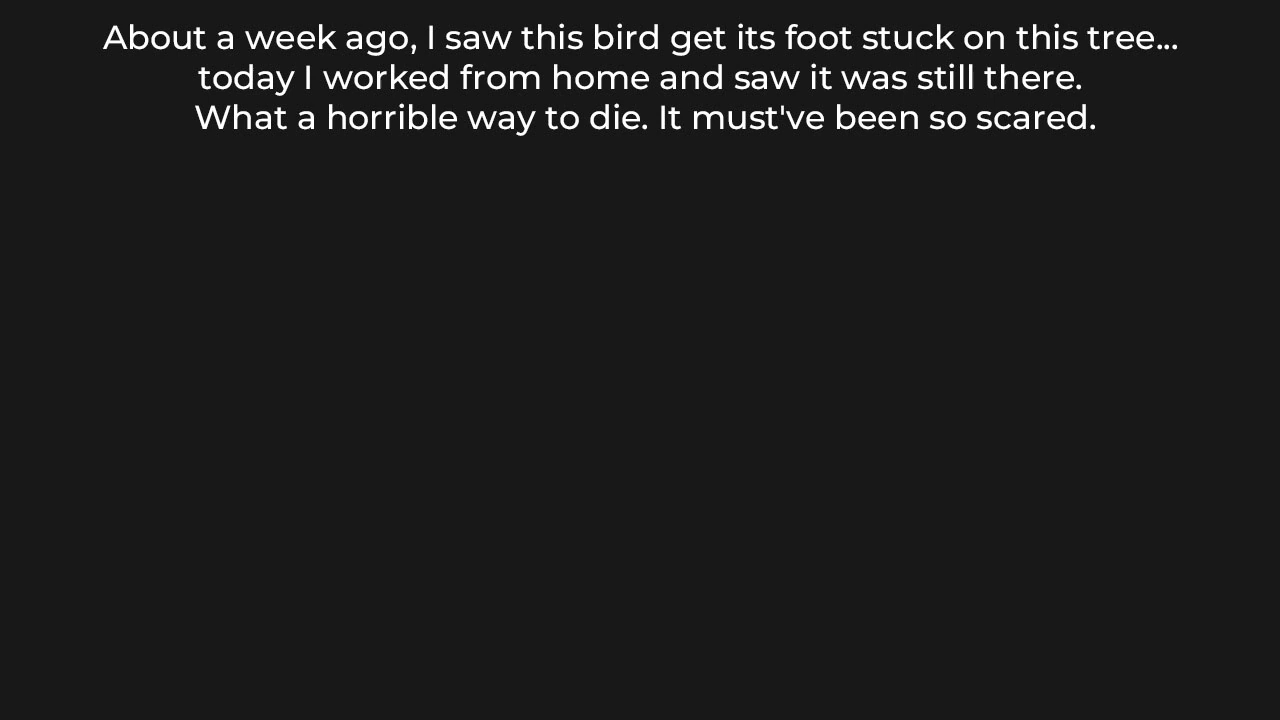 About a week ago, I saw this bird get its foot stuck on this tree...
today I worked from home and saw it was still there.
What a horrible way to die. It must've been so scared.